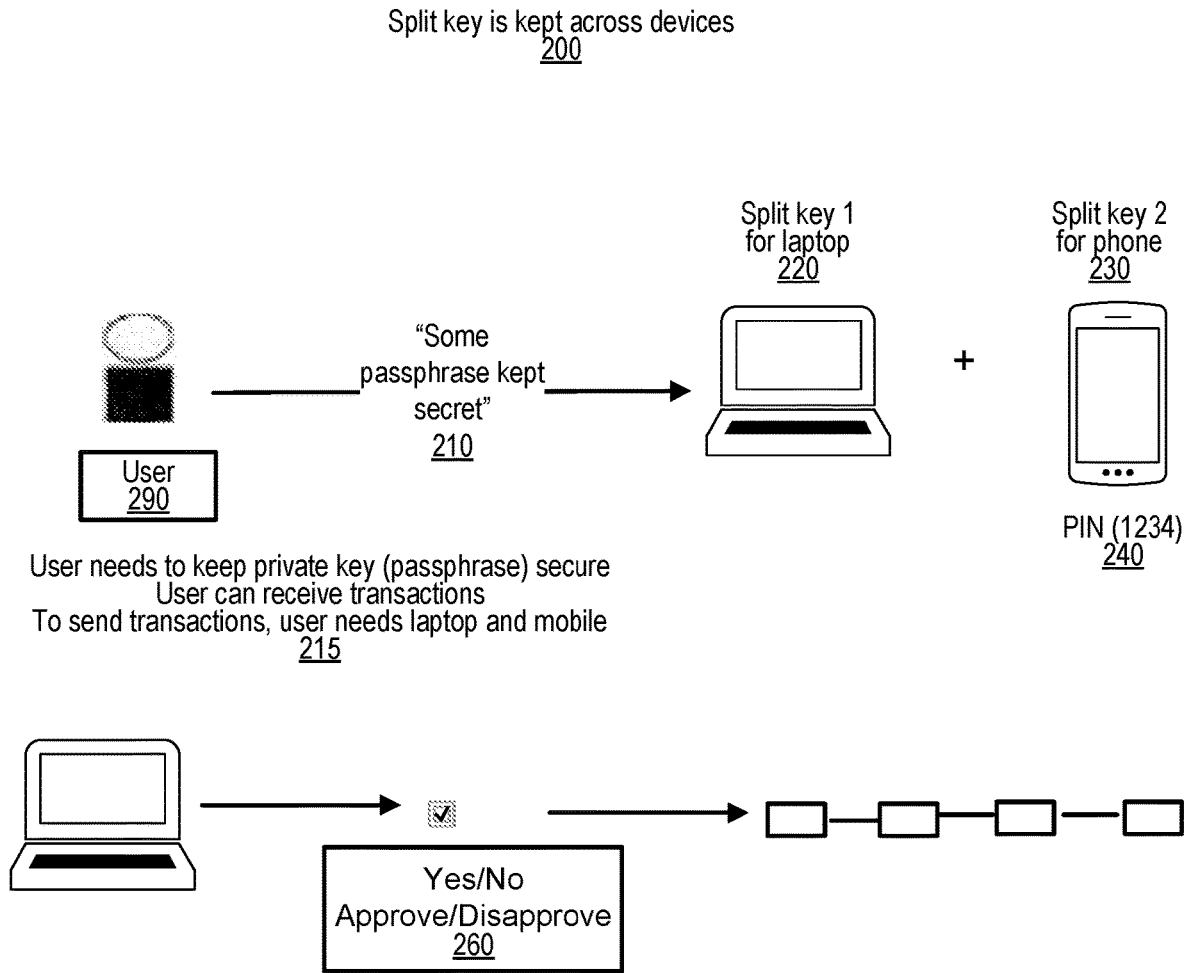 Split key is kept across devices
200
Split key 1
for laptop
220
Split key 2
for phone
230
“Some
passphrase kept
secret”
210
User
290
PIN (1234)
240
User needs to keep private key (passphrase) secure
User can receive transactions
To send transactions, user needs laptop and mobile
215
Yes/No
Approve/Disapprove
260